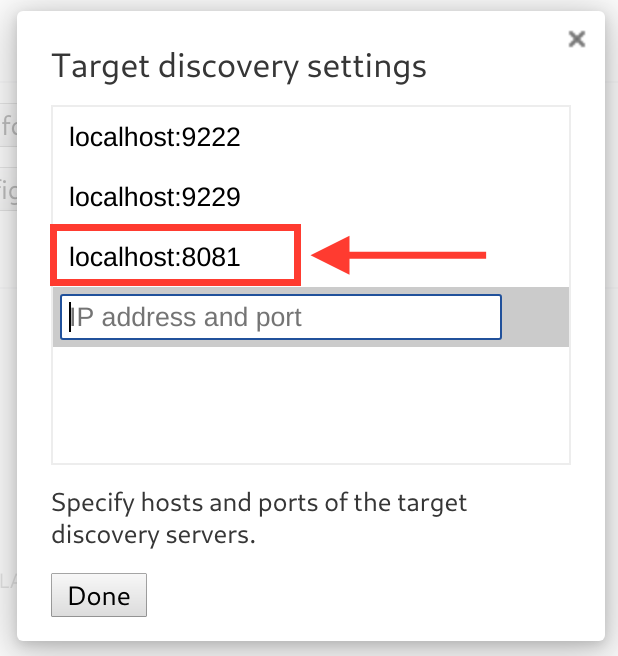 Target discovery settings
localhost:9222
localhost:9229
localhost:8081
IP address and port
Specify hosts and ports of the target
discovery servers.
Done